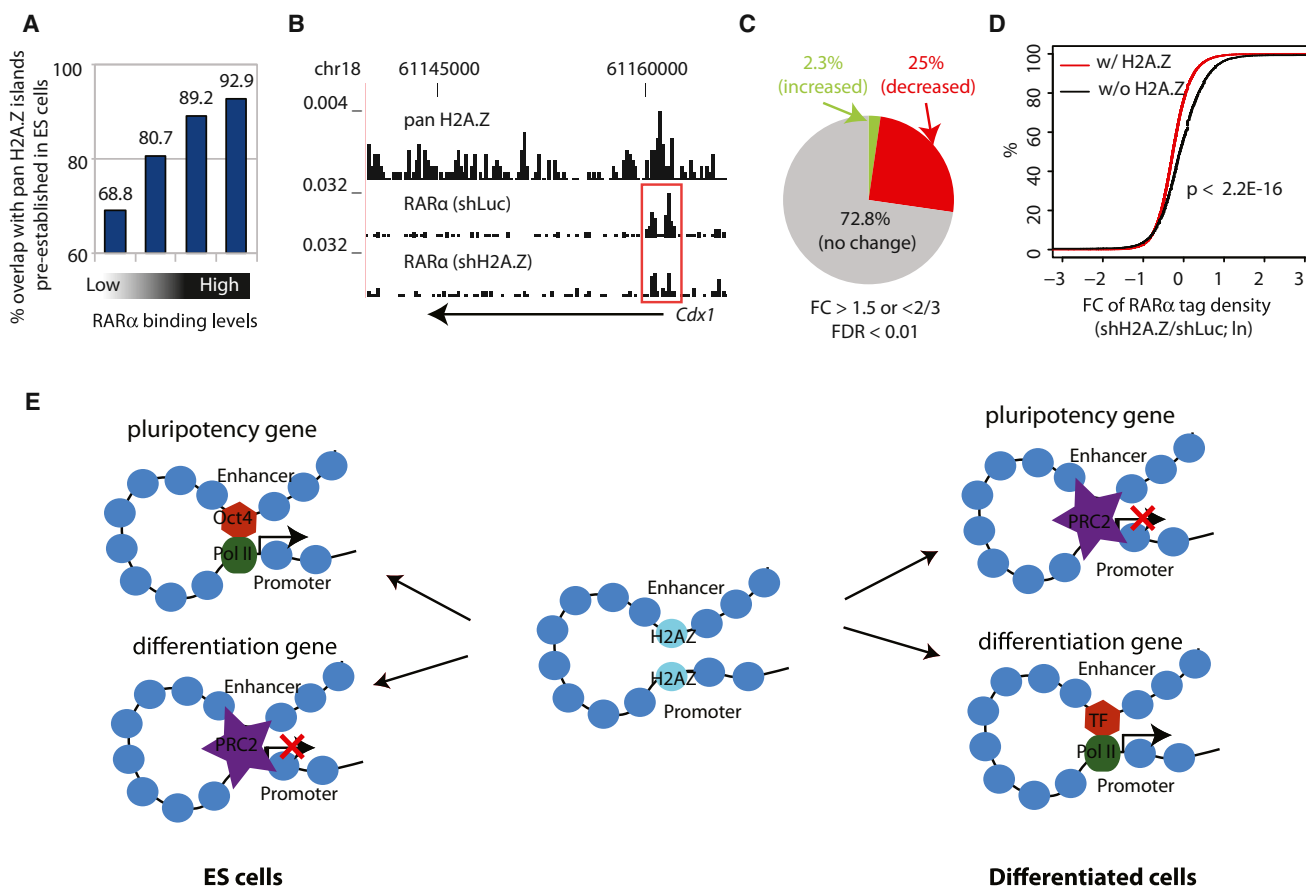 A
% overlap with pan H2A.Z islands
pre-established in ES cells
100
80
60
68.8
80.7
89.2
92.9
Low
High
RARα binding levels
B
chr18
61145000
61160000
0.004
pan H2A.Z
0.032
RARα (shLuc)
0.032
RARα (shH2A.Z)
Cdx1
C
2.3%
(increased)
25%
(decreased)
72.8%
(no change)
FC > 1.5 or <2/3
FDR < 0.01
D
w/ H2A.Z
w/o H2A.Z
%
0 20 40 60 80 100
p < 2.2E-16
−3 −2 −1 0 1 2 3
FC of RARα tag density
(shH2A.Z/shLuc; ln)
E
pluripotency gene
Enhancer
Oct4
Pol II
Promoter
differentiation gene
Enhancer
PRC2
Promoter
ES cells
Enhancer
H2AZ
H2AZ
Promoter
pluripotency gene
Enhancer
PRC2
Promoter
differentiation gene
Enhancer
TF
Pol II
Promoter
Differentiated cells